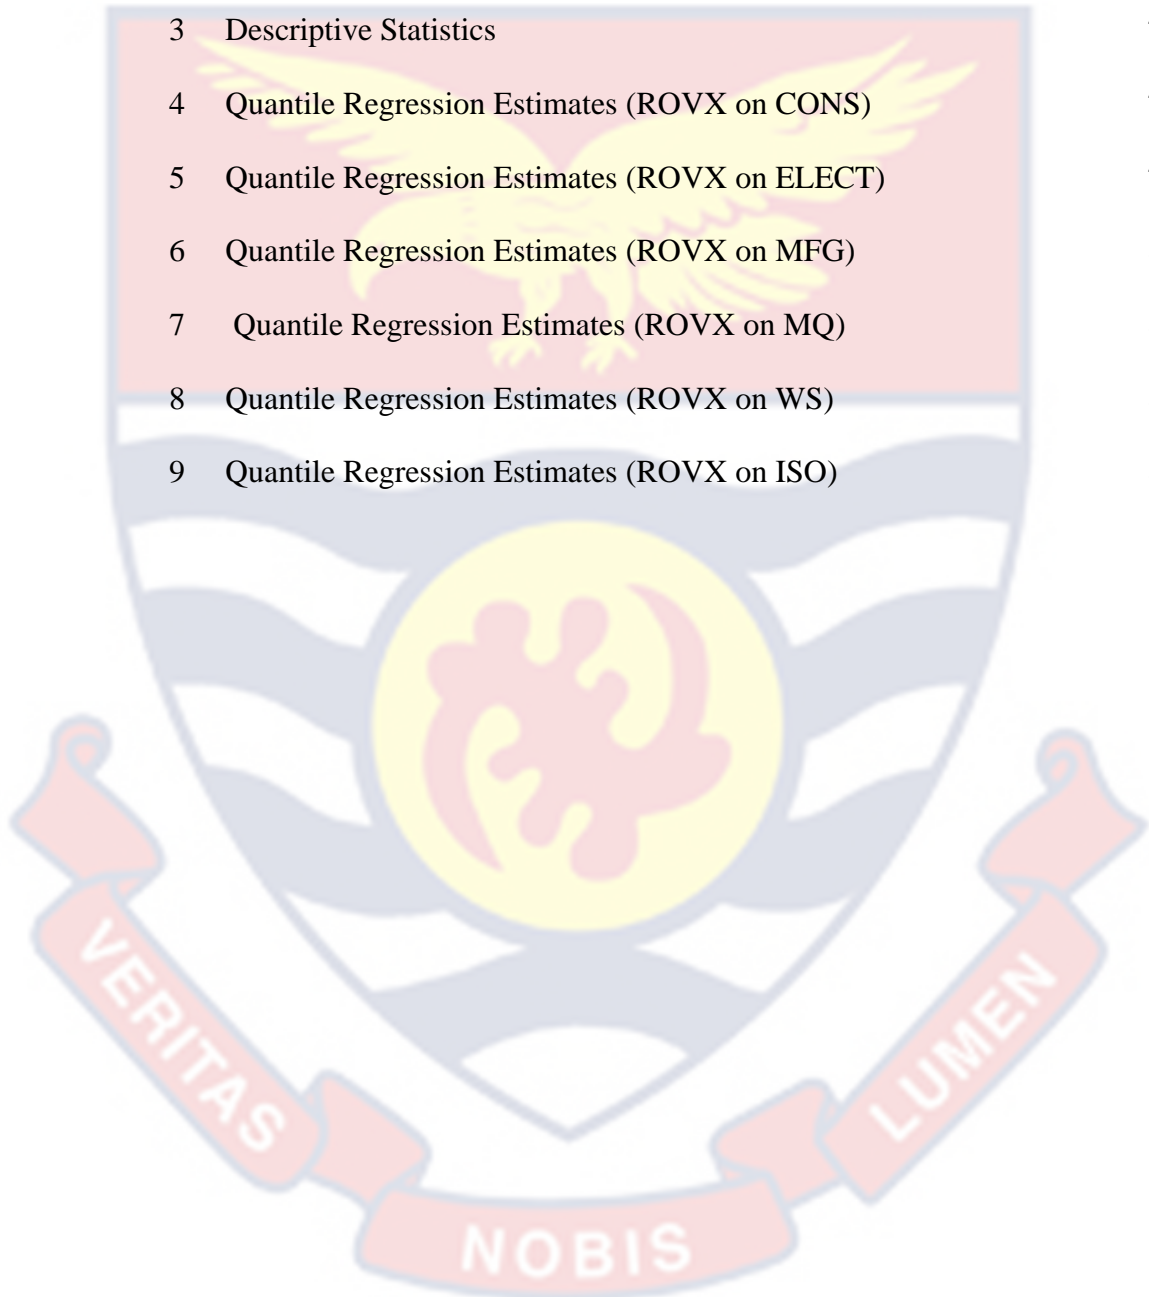 3 Descriptive Statistics
4 Quantile Regression Estimates (ROVX on CONS)
5 Quantile Regression Estimates (ROVX on ELECT)
6 Quantile Regression Estimates (ROVX on MFG)
7 Quantile Regression Estimates (ROVX on MQ)
8 Quantile Regression Estimates (ROVX on WS)
9 Quantile Regression Estimates (ROVX on ISO)
VERITAS
NOBIS
LUMEN